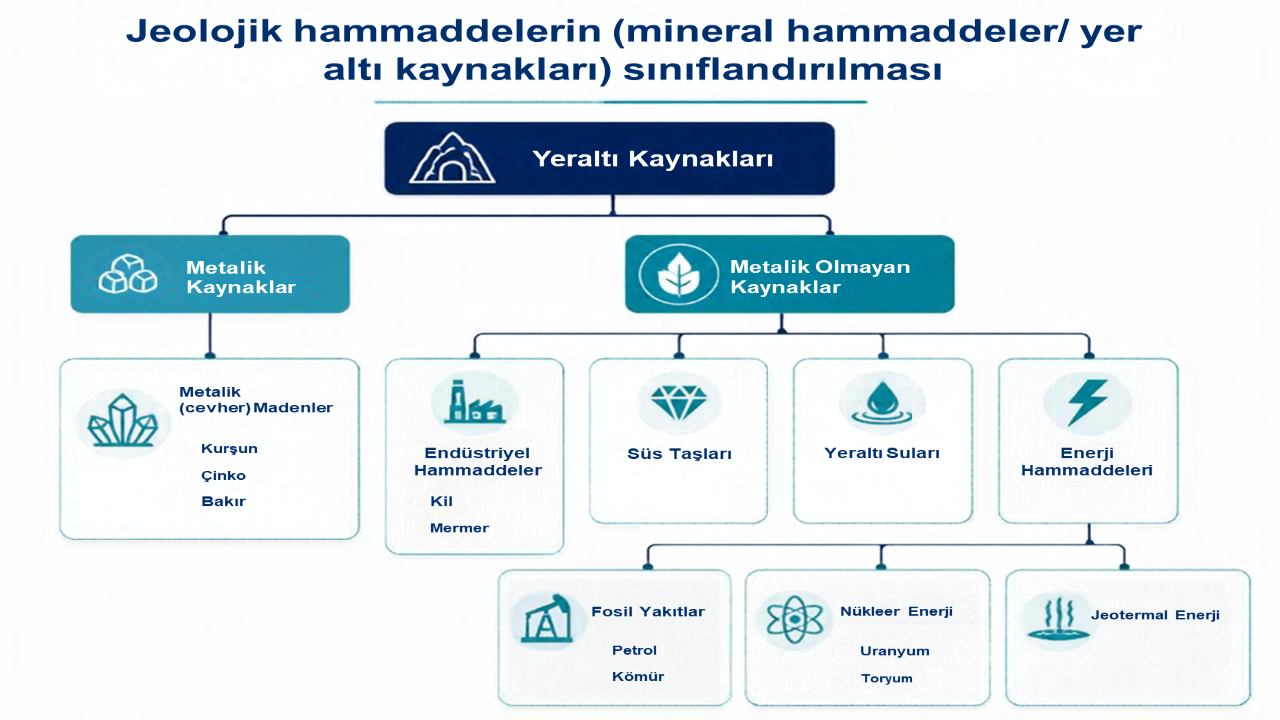 Jeolojik hammaddelerin (mineral hammaddeler/ yer
altı kaynakları) sınıflandırılması
Yeraltı Kaynakları
Metalik
Kaynaklar
Metalik Olmayan
Kaynaklar
Metalik
(cevher) Madenler
Kurşun
Çinko
Bakır
Endüstriyel
Hammaddeler
Kil
Mermer
Süs Taşları
Yeraltı Suları
Enerji
Hammaddeleri
Fosil Yakıtlar
Petrol
Kömür
Nükleer Enerji
Uranyum
Toryum
Jeotermal Enerji